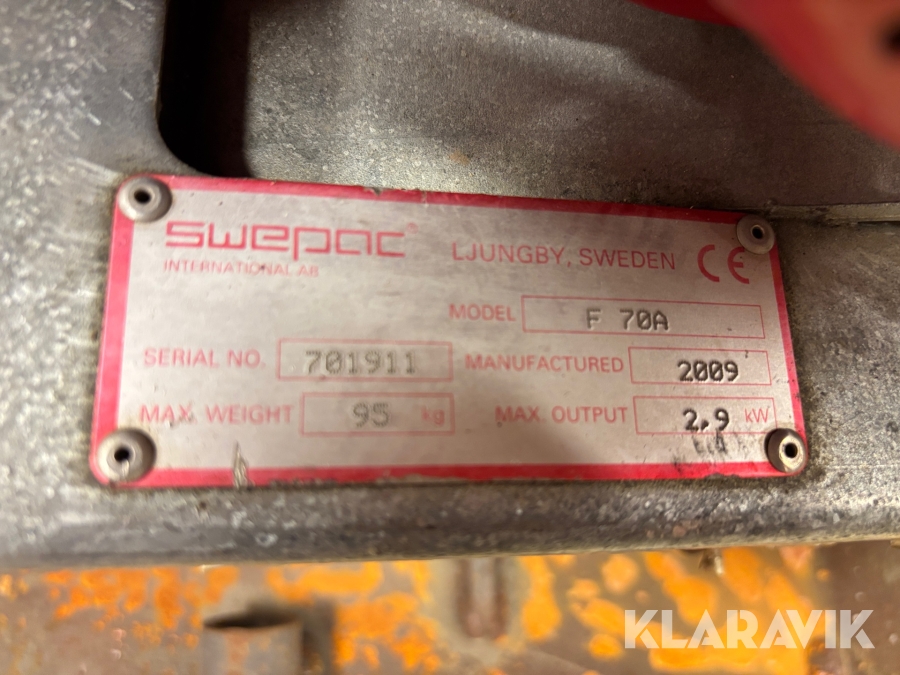 swepac LJUNGBY, SWEDEN CE
INTERNATIONAL AB
MODEL F 70A
SERIAL NO. 701911 MANUFACTURED 2009
MAX. WEIGHT 95 kg MAX. OUTPUT 2.9 kW
KLARAVIK